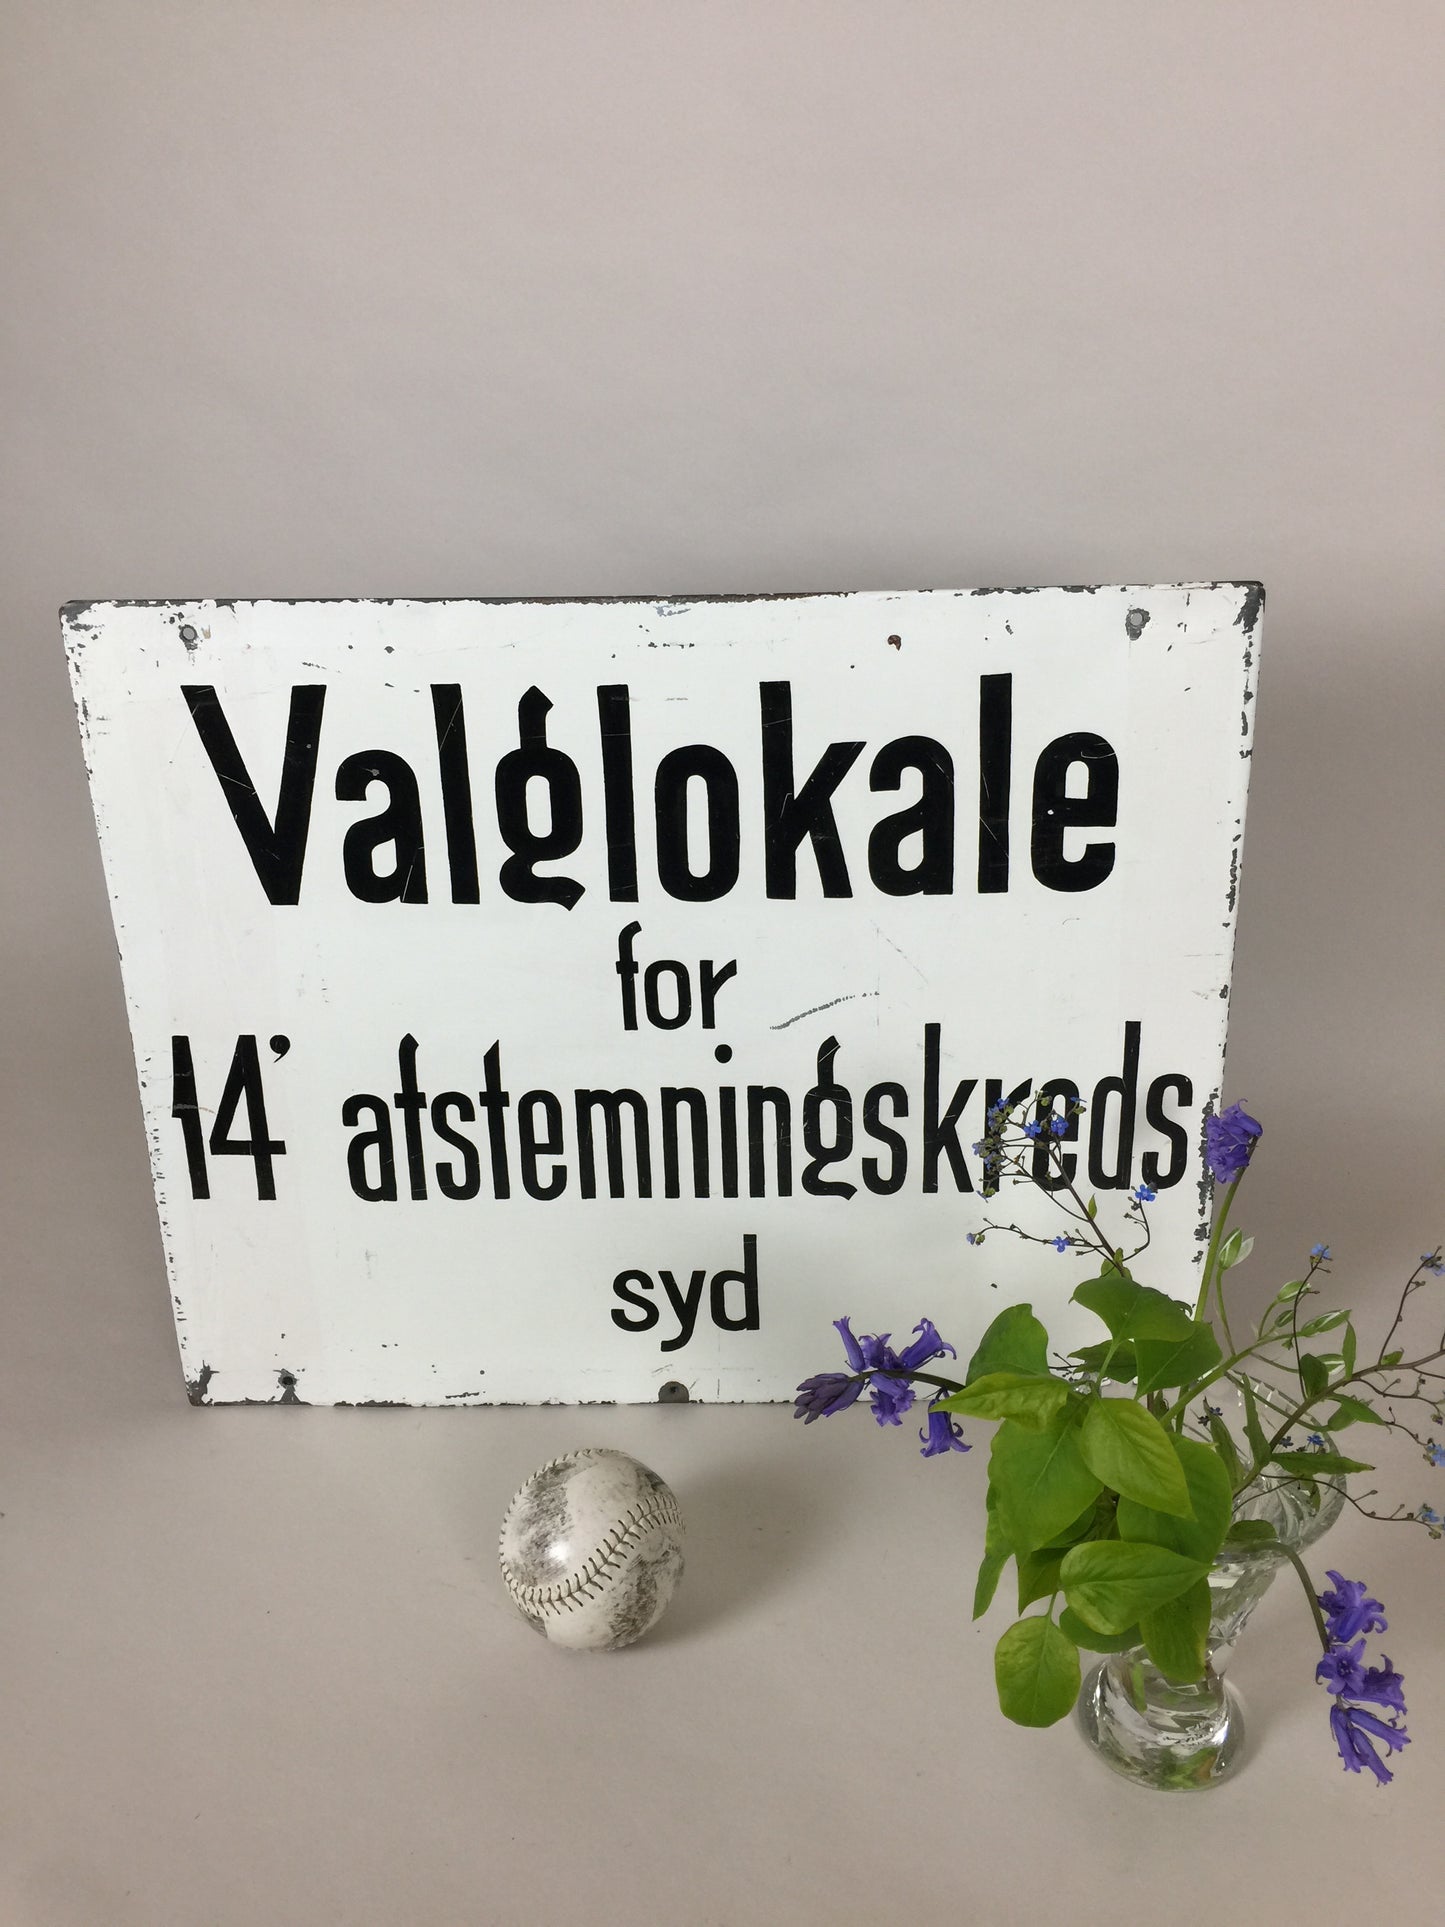 Valglokale
for
14' afstemningskreds
syd